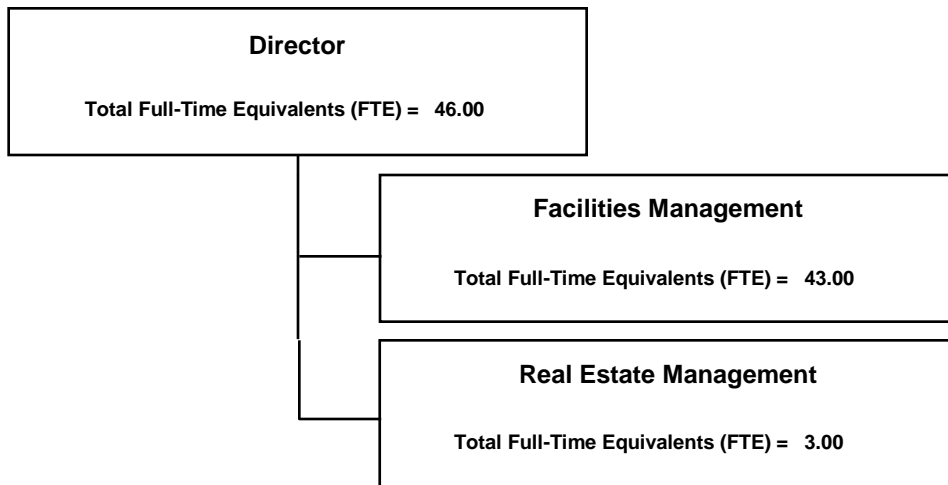 Director
Total Full-Time Equivalents (FTE) = 46.00
Facilities Management
Total Full-Time Equivalents (FTE) = 43.00
Real Estate Management
Total Full-Time Equivalents (FTE) = 3.00